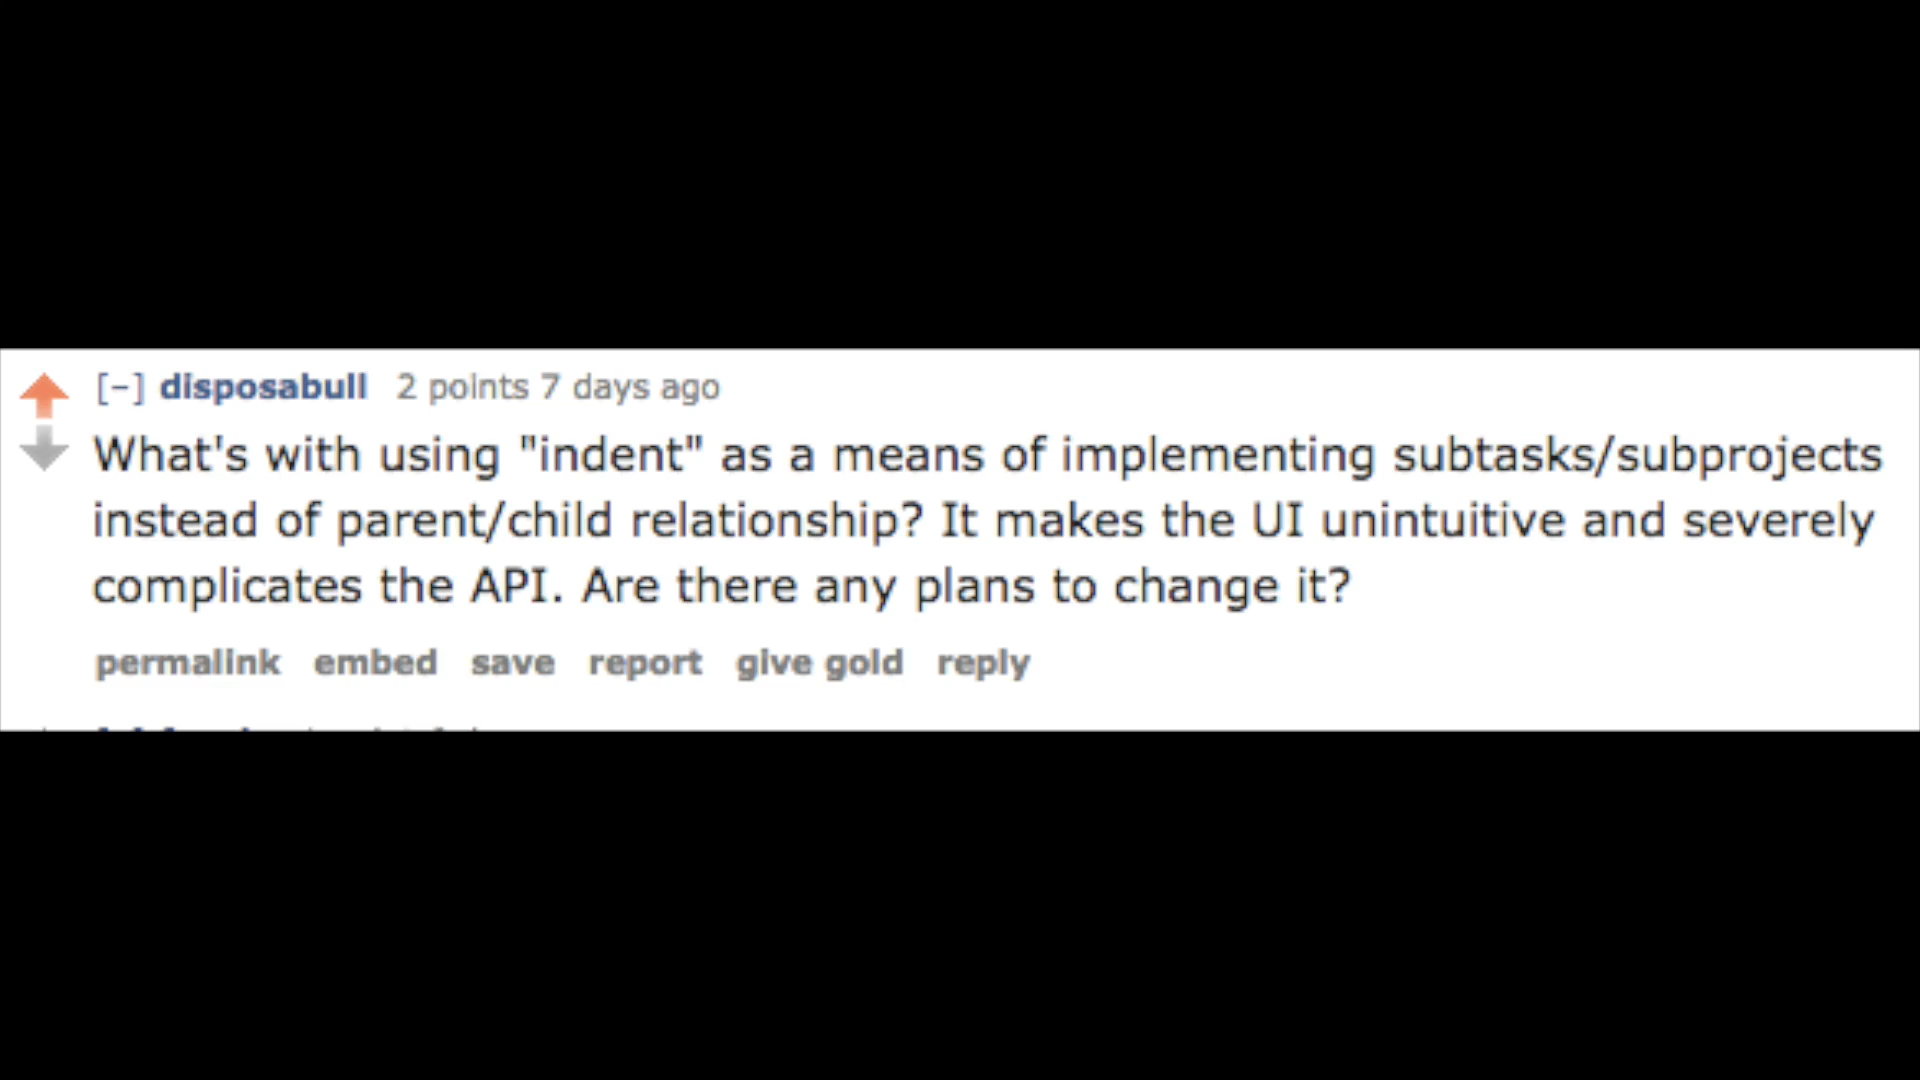 [–] disposabull 2 points 7 days ago
What's with using "indent" as a means of implementing subtasks/subprojects
instead of parent/child relationship? It makes the UI unintuitive and severely
complicates the API. Are there any plans to change it?
permalink embed save report give gold reply